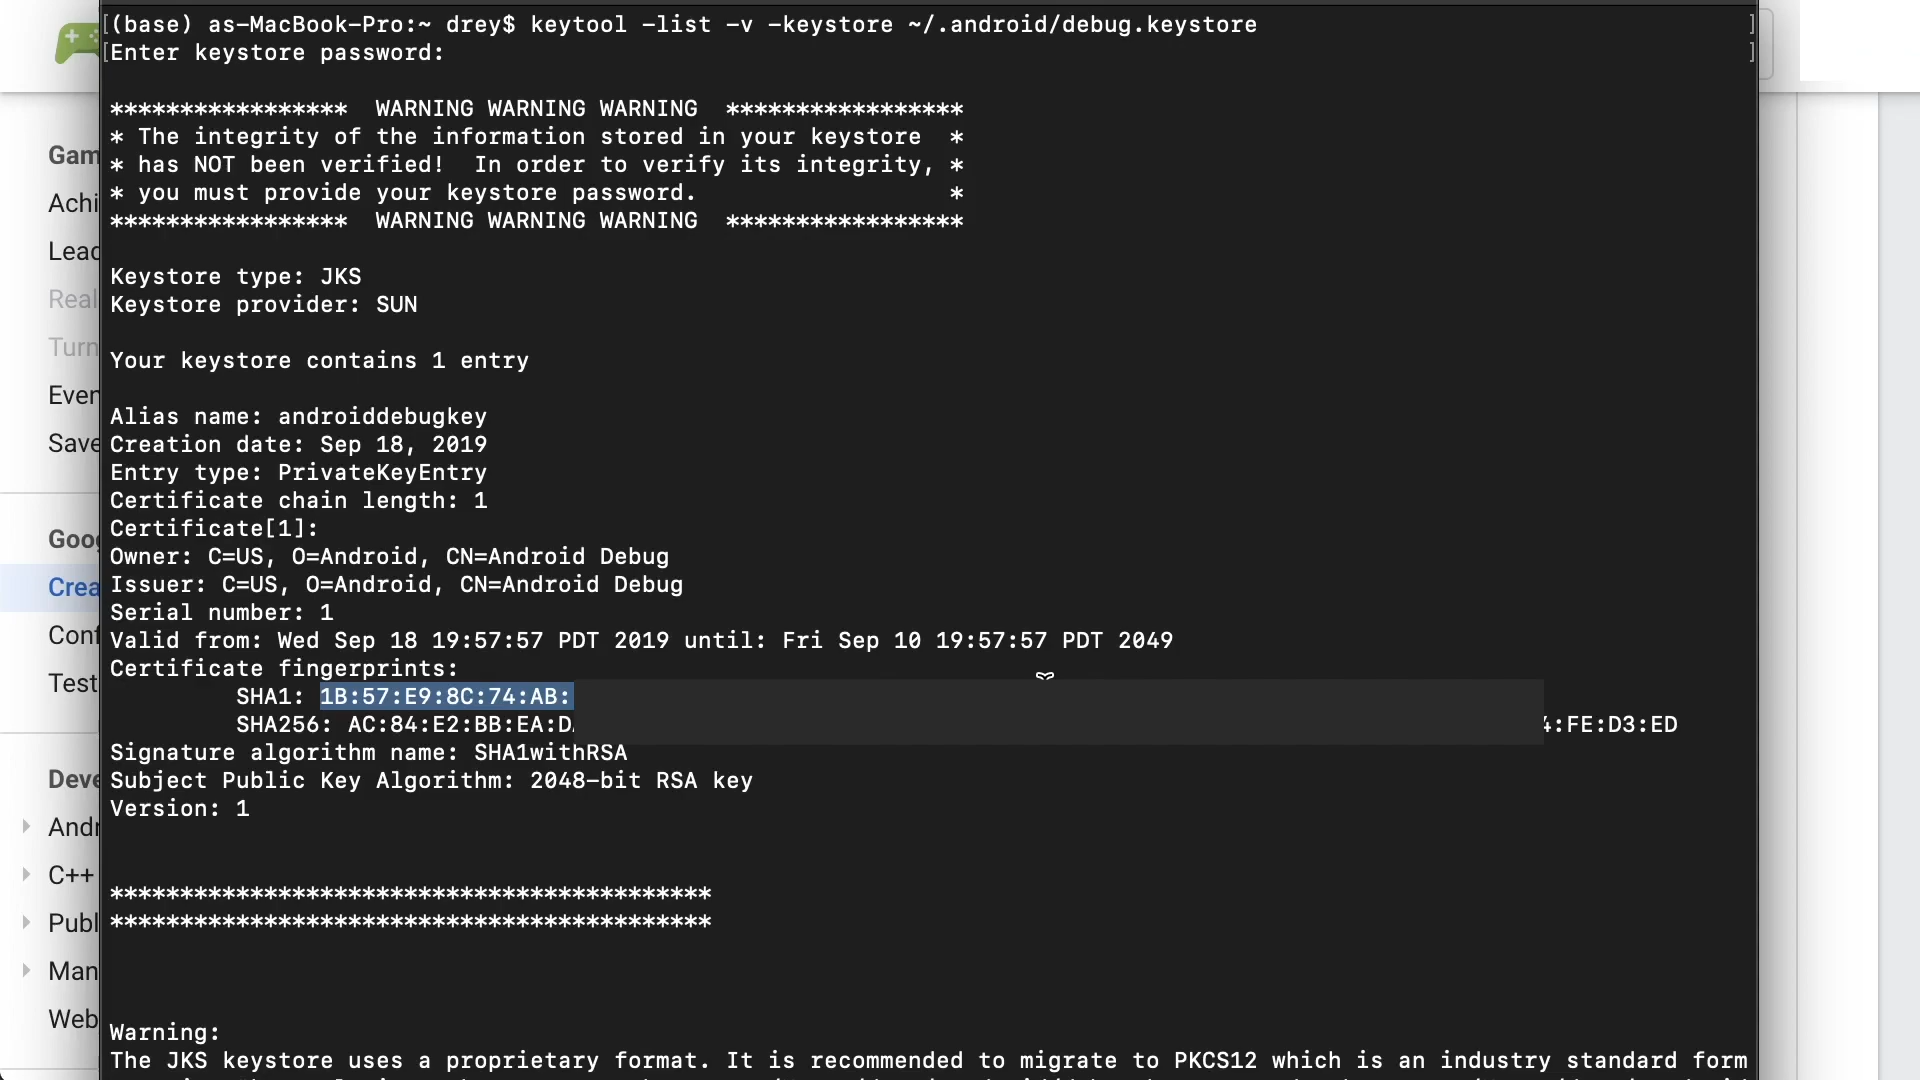 (base) as-MacBook-Pro:~ drey$ keytool -list -v -keystore ~/.android/debug.keystore
Enter keystore password:
***************** WARNING WARNING WARNING *****************
* The integrity of the information stored in your keystore *
* has NOT been verified! In order to verify its integrity, *
* you must provide your keystore password. *
***************** WARNING WARNING WARNING *****************
Keystore type: JKS
Keystore provider: SUN
Your keystore contains 1 entry
Alias name: androiddebugkey
Creation date: Sep 18, 2019
Entry type: PrivateKeyEntry
Certificate chain length: 1
Certificate[1]:
Owner: C=US, O=Android, CN=Android Debug
Issuer: C=US, O=Android, CN=Android Debug
Serial number: 1
Valid from: Wed Sep 18 19:57:57 PDT 2019 until: Fri Sep 10 19:57:57 PDT 2049
Certificate fingerprints:
SHA1: 1B:57:E9:8C:74:AB:
SHA256: AC:84:E2:BB:EA:D 4:FE:D3:ED
Signature algorithm name: SHA1withRSA
Subject Public Key Algorithm: 2048-bit RSA key
Version: 1
*******************************************
*******************************************
Warning:
The JKS keystore uses a proprietary format. It is recommended to migrate to PKCS12 which is an industry standard form
Gam
Achi
Lead
Real
Turn
Even
Save
Goog
Crea
Conf
Test
Deve
Andr
C++
Publ
Man
Web